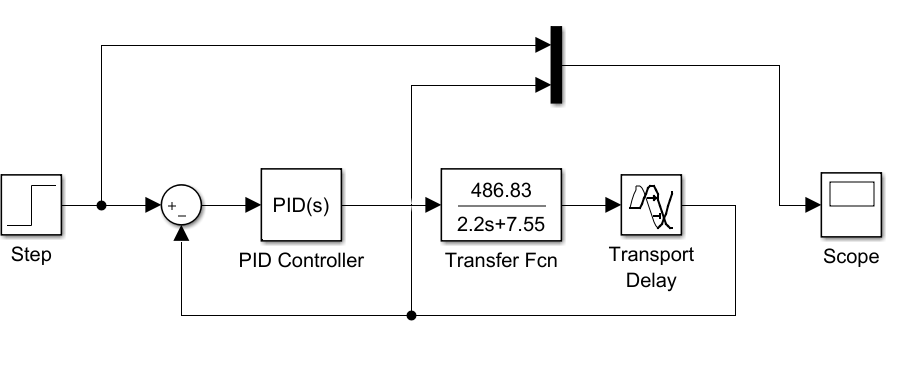 +
−
PID(s)
486.83
2.2s+7.55
Step
PID Controller
Transfer Fcn
Transport
Delay
Scope